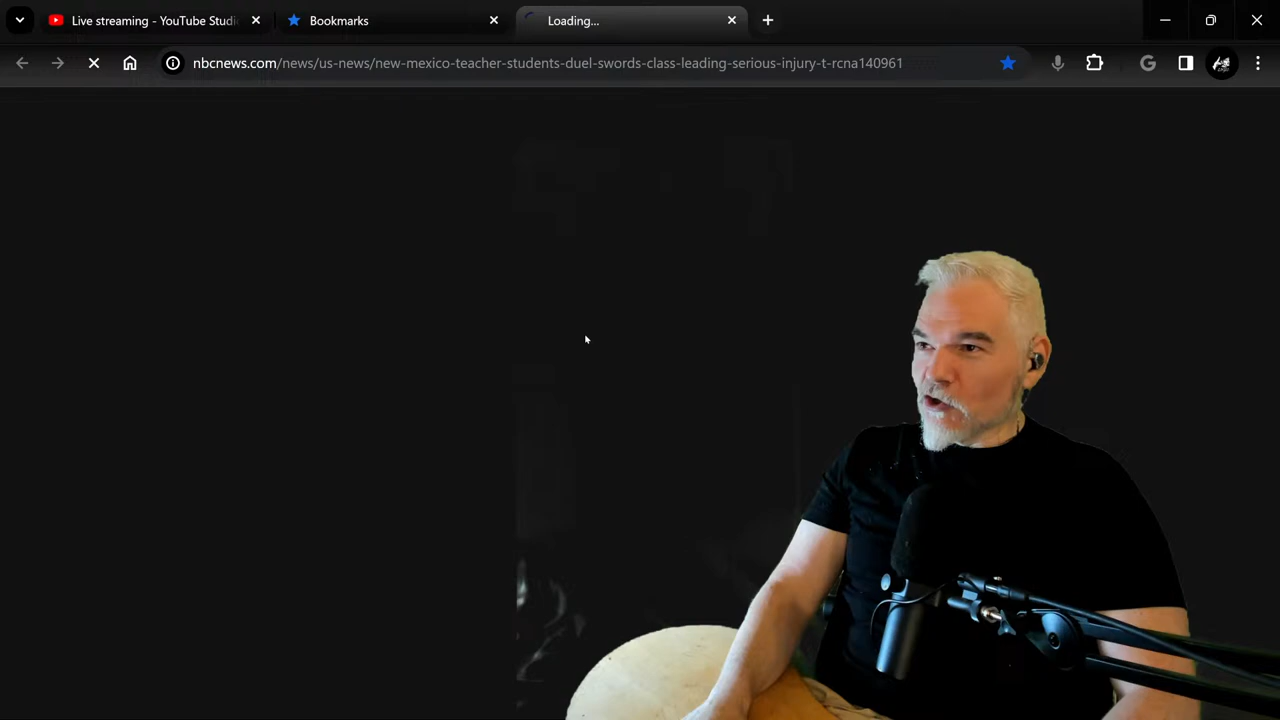 Live streaming - YouTube Studi
Bookmarks
Loading...
nbcnews.com/news/us-news/new-mexico-teacher-students-duel-swords-class-leading-serious-injury-t-rcna140961